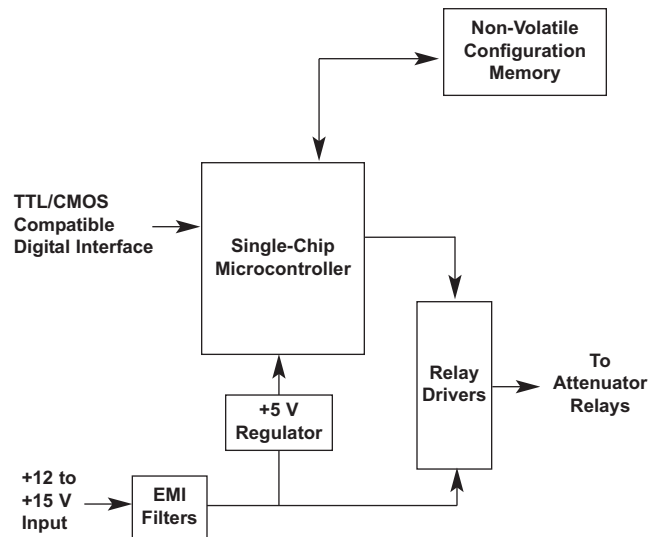 Non-Volatile
Configuration
Memory
TTL/CMOS
Compatible
Digital Interface
Single-Chip
Microcontroller
Relay
Drivers
To
Attenuator
Relays
+5 V
Regulator
+12 to
+15 V
Input
EMI
Filters